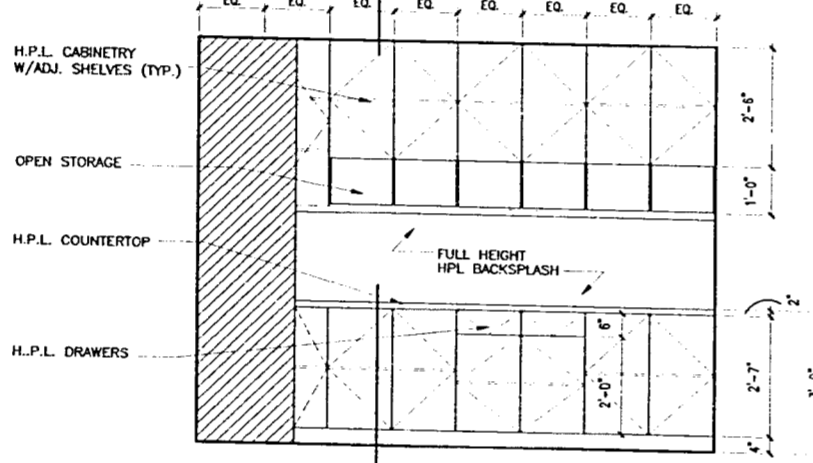 EQ. EQ. EQ. EQ. EQ. EQ. EQ. EQ.
H.P.L. CABINETRY
W/ADJ. SHELVES (TYP.)
2'-6"
OPEN STORAGE
1'-0"
H.P.L. COUNTERTOP
FULL HEIGHT
HPL BACKSPLASH
2"
H..P.L. DRAWERS
6"
2'-0"
2'-7"
4"